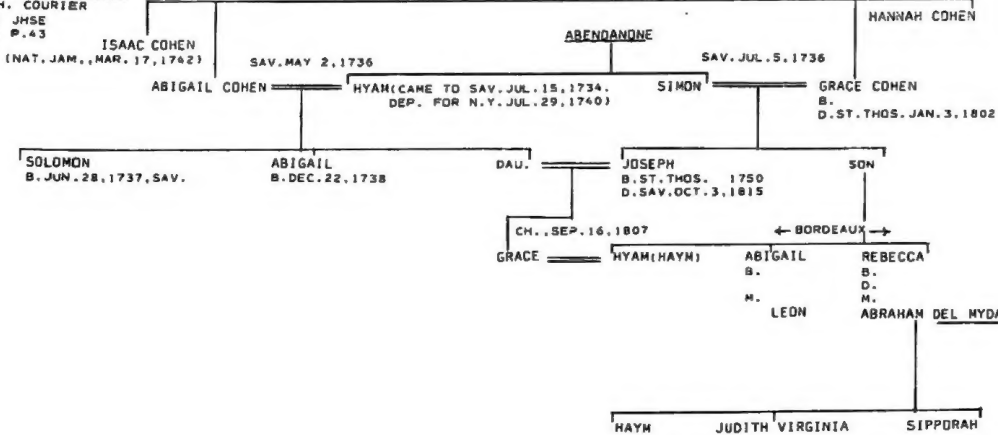 H. COURIER
JHSE
P.43
HANNAH COHEN
ISAAC COHEN
(NAT. JAM., MAR. 17, 1742)
ABENDANONE
SAV. MAY 2, 1736
SAV. JUL. 5, 1736
ABIGAIL COHEN
HYAM(CAME TO SAV. JUL. 15, 1734.
DEP. FOR N.Y. JUL. 29, 1740)
SIMON
GRACE COHEN
B.
D. ST. THOS. JAN. 3, 1802
SOLOMON
B. JUN. 28, 1737, SAV.
ABIGAIL
B. DEC. 22, 1738
DAU.
JOSEPH
B. ST. THOS. 1750
D. SAV. OCT. 3, 1815
SON
CH., SEP. 16, 1807
← BORDEAUX →
GRACE
HYAM(HAYM)
ABIGAIL
B.
M.
LEON
REBECCA
B.
D.
M.
ABRAHAM DEL MYDA
HAYM JUDITH VIRGINIA SIPPORAH